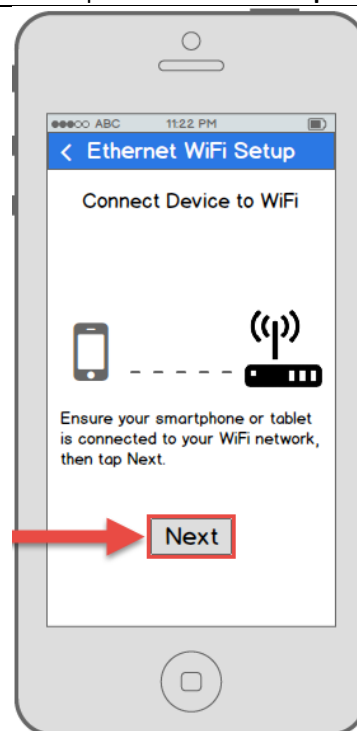 ABC 11:22 PM
< Ethernet WiFi Setup
Connect Device to WiFi
Ensure your smartphone or tablet
is connected to your WiFi network,
then tap Next.
Next